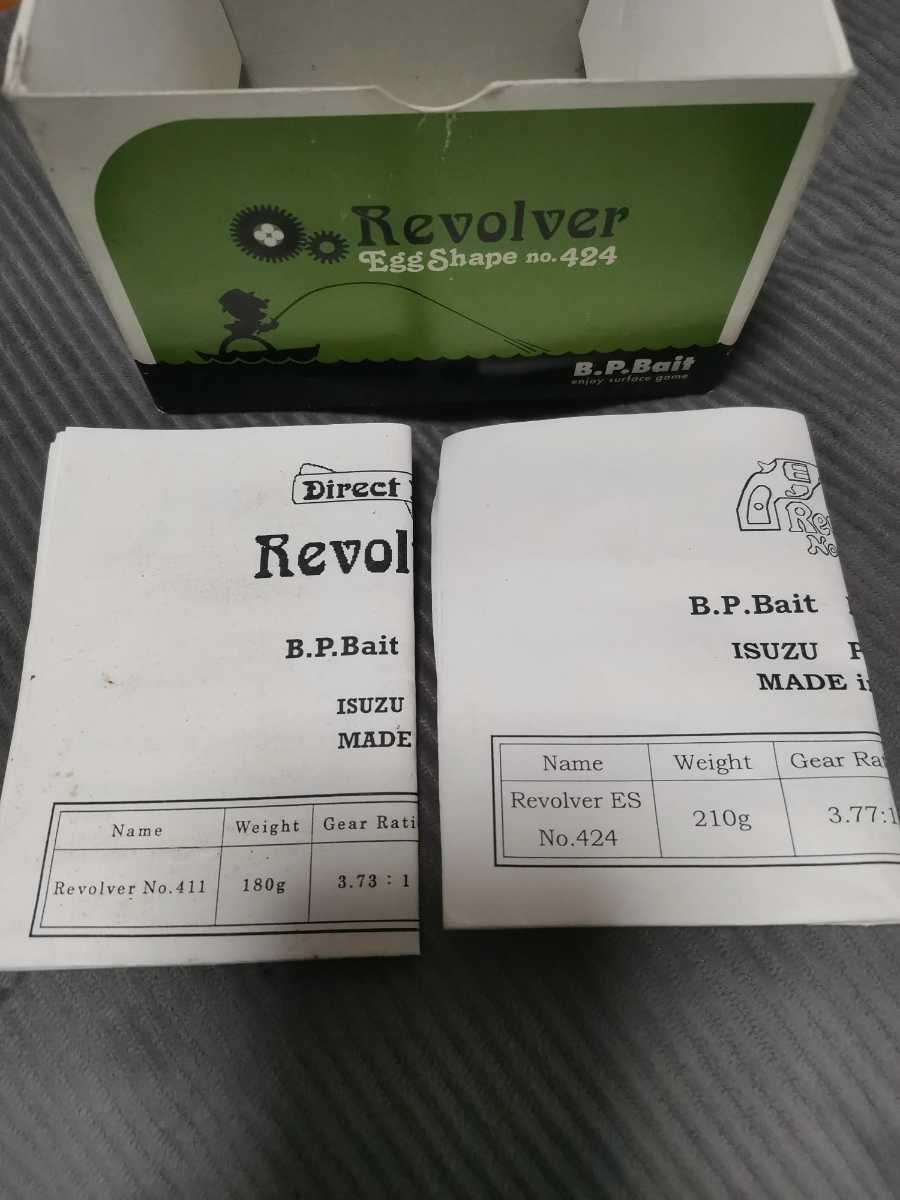 Revolver
Egg Shape no.424
B.P.Bait
enjoy surface game
Direct
Revol
B.P.Bait
ISUZU
MADE
Name Weight Gear Rati
Revolver No.411 180g 3.73 : 1
B.P.Bait
ISUZU
MADE i
Name Weight Gear Ra
Revolver ES
No.424
210g 3.77:1